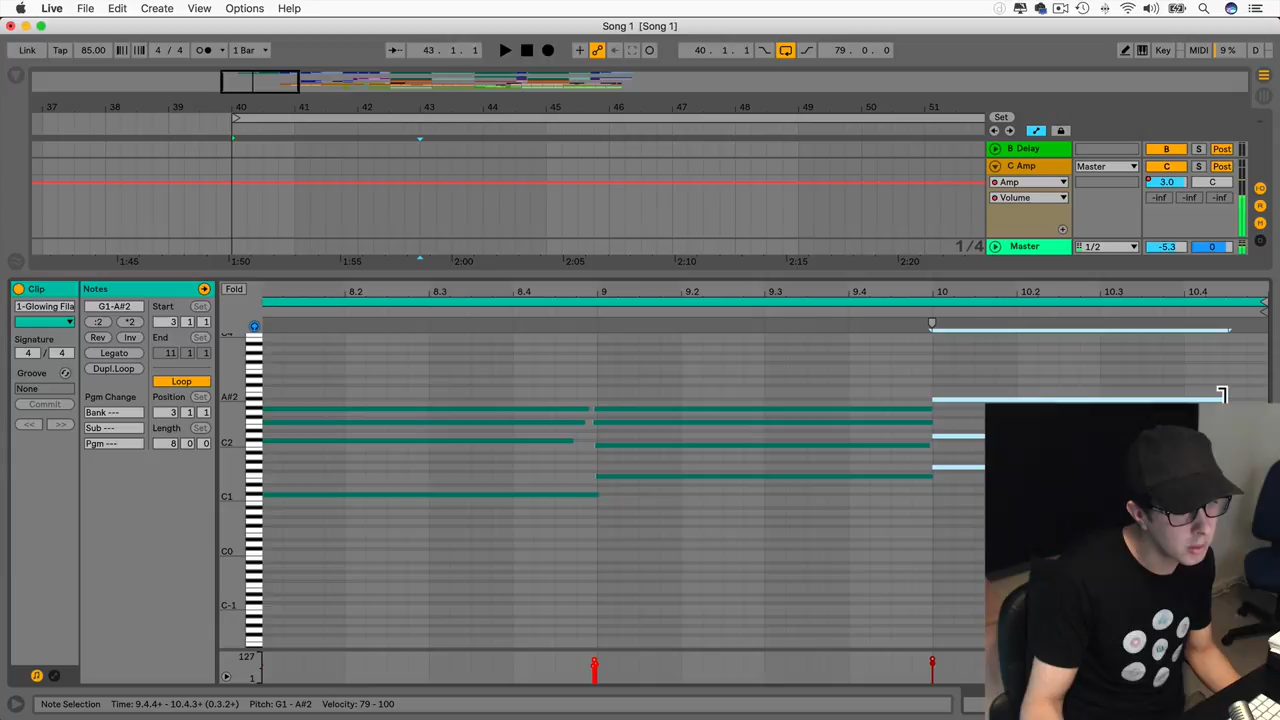 Live File Edit Create View Options Help
Song 1 [Song 1]
Link Tap 85.00 4 / 4 1 Bar 43. 1. 1 40. 1. 1 79. 0. 0 Key MIDI 9 % D
37 38 39 40 41 42 43 44 45 46 47 48 49 50 51
Set
B Delay B S Post
C Amp Master C S Post
Amp 3.0 C
Volume -inf -inf -inf
1/4 Master 1/2 -5.3 0
1:45 1:50 1:55 2:00 2:05 2:10 2:15 2:20
Clip Notes Fold 8.2 8.3 8.4 9 9.2 9.3 9.4 10 10.2 10.3 10.4
1-Glowing Fila G1-A#2 Start Set
:2 *2 3 1 1
Signature Rev Inv End Set
4 / 4 Legato 11 1 1
Groove Dupl.Loop
None Loop
Commit Pgm Change Position Set
<< >> Bank --- 3 1 1
Sub --- Length Set
Pgm --- 8 0 0
A#2
C2
C1
C0
C-1
127
1
Note Selection Time: 9.4.4+ - 10.4.3+ (0.3.2+) Pitch: G1 - A#2 Velocity: 79 - 100